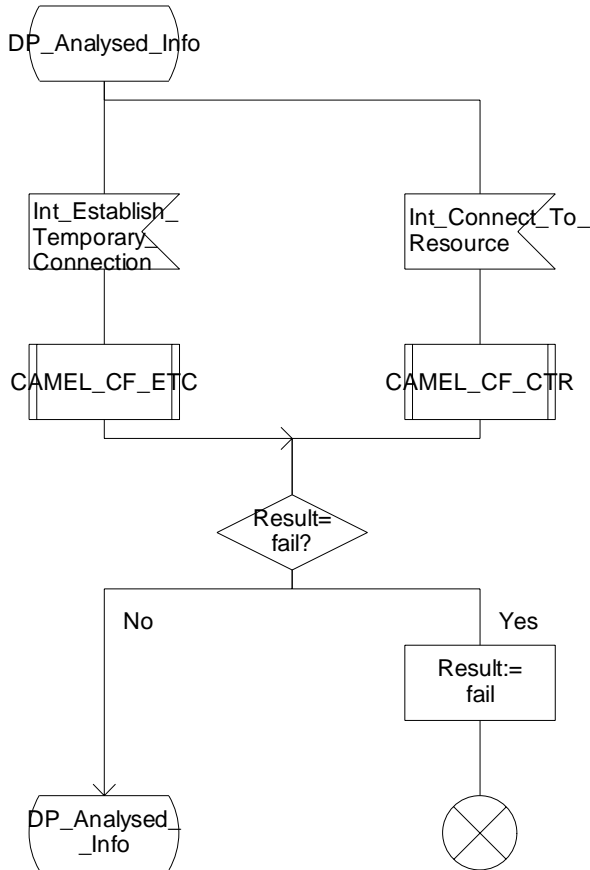 DP_Analysed_Info
Int_Establish_
Temporary_
Connection
Int_Connect_To_
Resource
CAMEL_CF_ETC
CAMEL_CF_CTR
Result=
fail?
No
Yes
Result:=
fail
DP_Analysed_
_Info